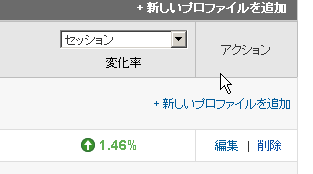 + 新しいプロファイルを追加
セッション
変化率
アクション
+ 新しいプロファイルを追加
1.46%
編集 | 削除